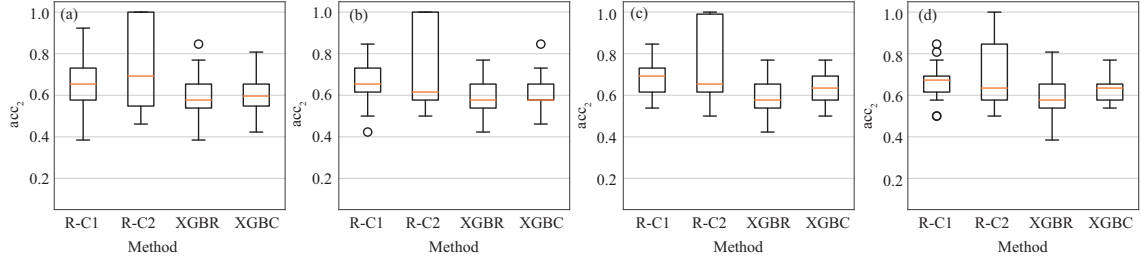 (a)
1.0
0.8
0.6
0.4
0.2
acc2
R-C1 R-C2 XGBR XGBC
Method
(b)
1.0
0.8
0.6
0.4
0.2
acc2
R-C1 R-C2 XGBR XGBC
Method
(c)
1.0
0.8
0.6
0.4
0.2
acc2
R-C1 R-C2 XGBR XGBC
Method
(d)
1.0
0.8
0.6
0.4
0.2
acc2
R-C1 R-C2 XGBR XGBC
Method